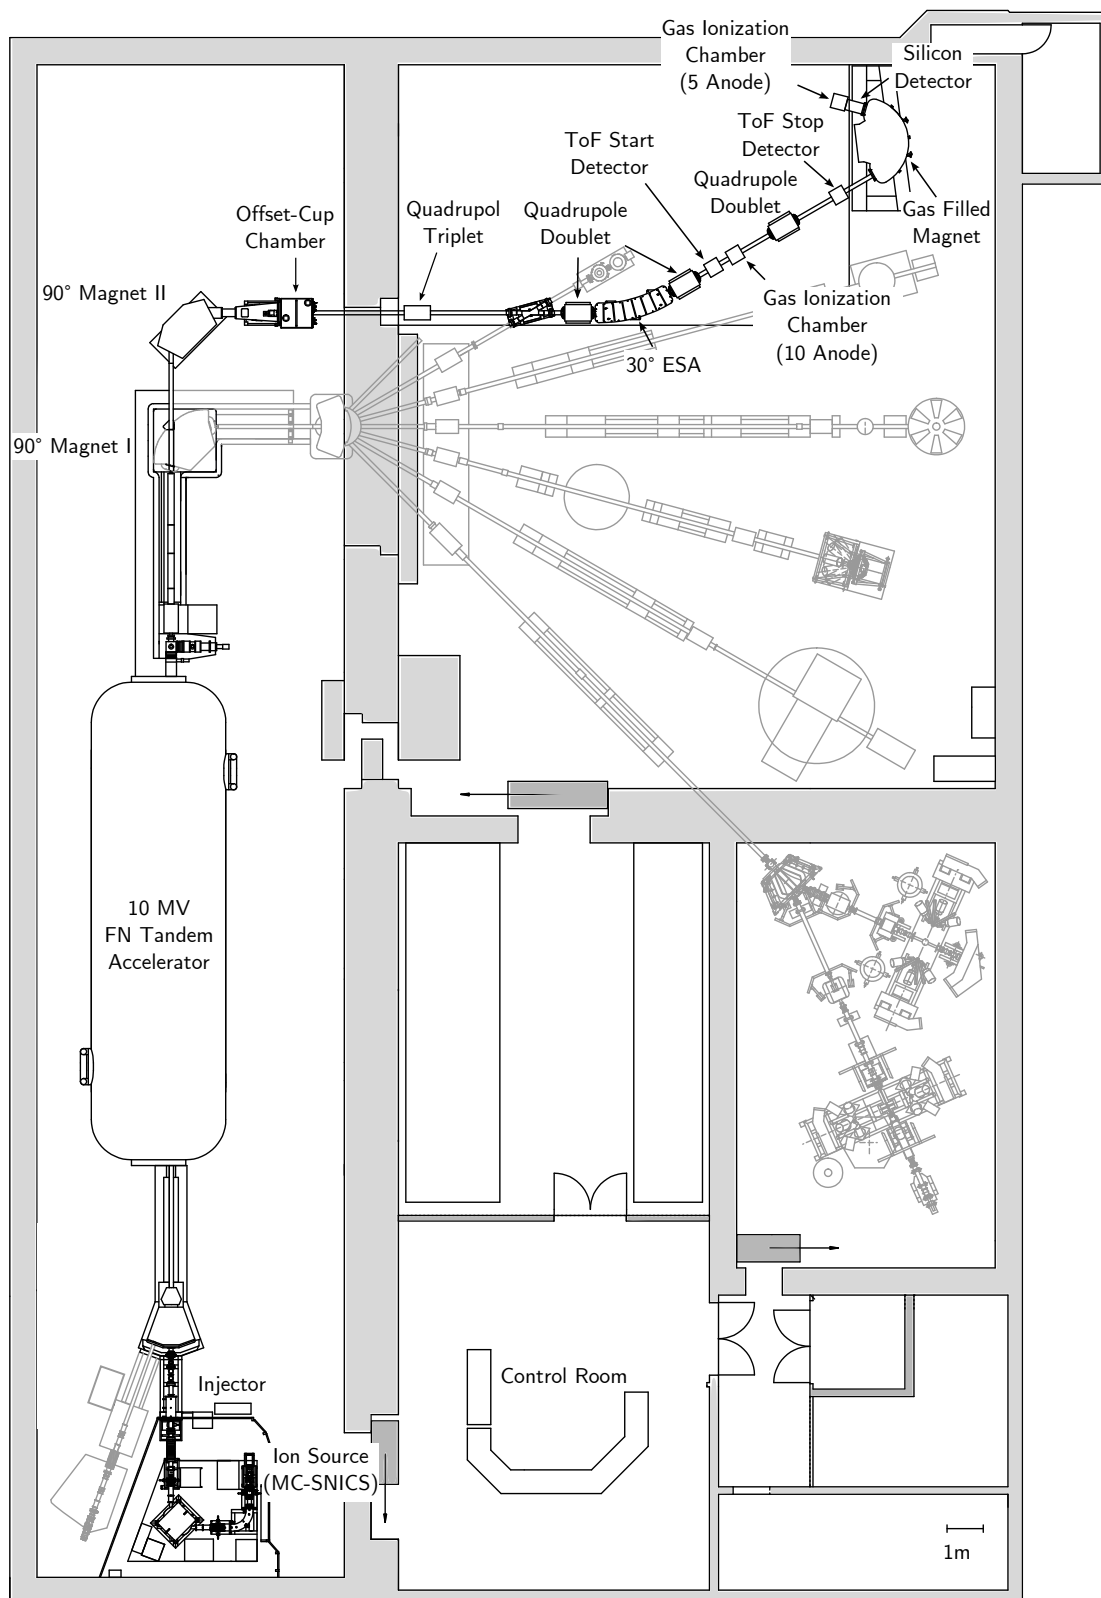 Gas Ionization
Chamber
(5 Anode)
Silicon
Detector
ToF Stop
Detector
ToF Start
Detector
Quadrupole
Doublet
Offset-Cup
Chamber
Quadrupol
Triplet
Quadrupole
Doublet
Gas Filled
Magnet
90° Magnet II
Gas Ionization
Chamber
(10 Anode)
30° ESA
90° Magnet I
10 MV
FN Tandem
Accelerator
Injector
Control Room
Ion Source
(MC-SNICS)
1m